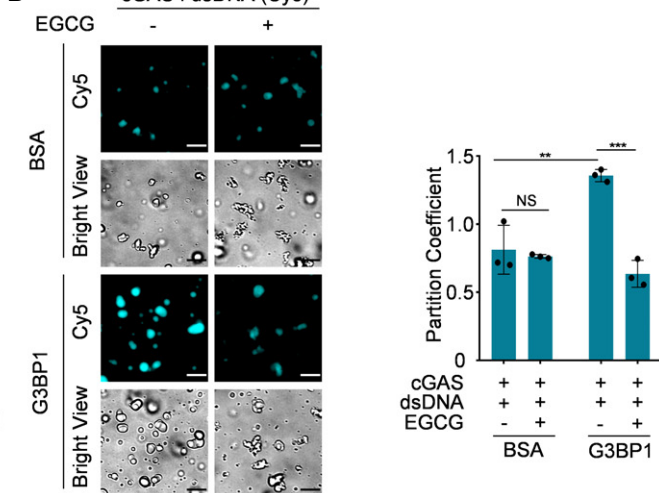 EGCG - +
BSA
Cy5
Bright View
G3BP1
Cy5
Bright View
Partition Coefficient
1.5
1.0
0.5
0
NS
**
***
cGAS + + + +
dsDNA + + + +
EGCG - + - +
BSA G3BP1